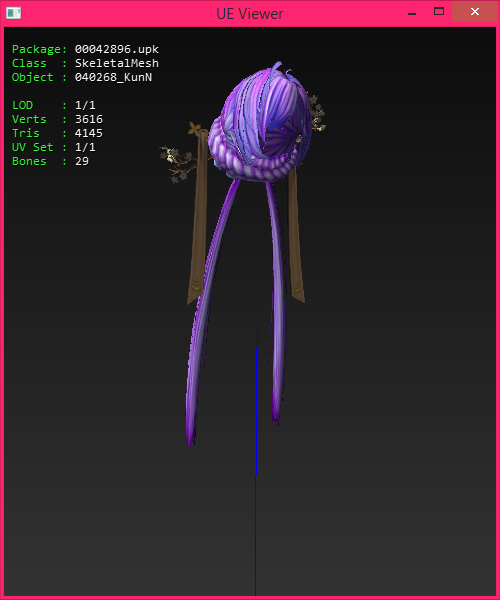 UE Viewer
Package: 00042896.upk
Class : SkeletalMesh
Object : 040268_KunN
LOD : 1/1
Verts : 3616
Tris : 4145
UV Set : 1/1
Bones : 29